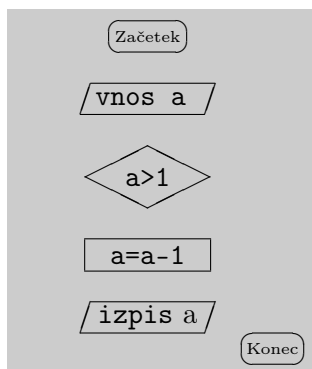 Začetek
vnos a
a>1
a=a-1
izpis a
Konec